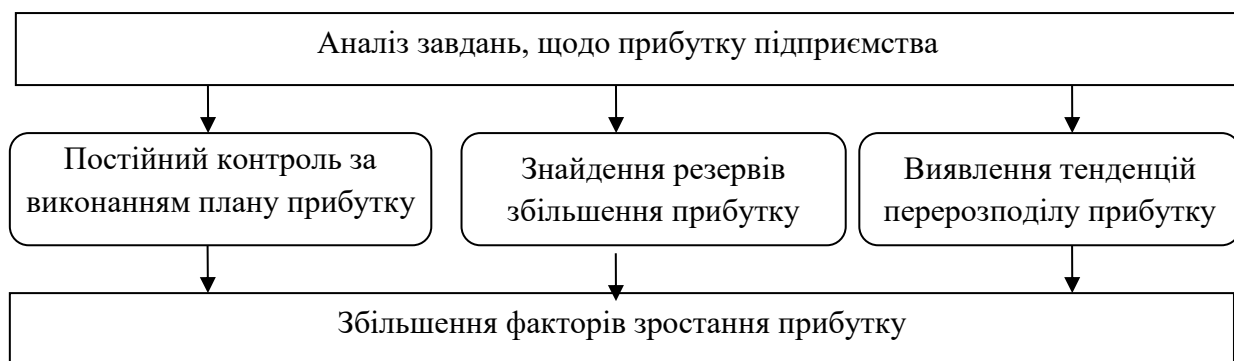 Аналіз завдань, щодо прибутку підприємства
Постійний контроль за
виконанням плану прибутку
Знайдення резервів
збільшення прибутку
Виявлення тенденцій
перерозподілу прибутку
Збільшення факторів зростання прибутку